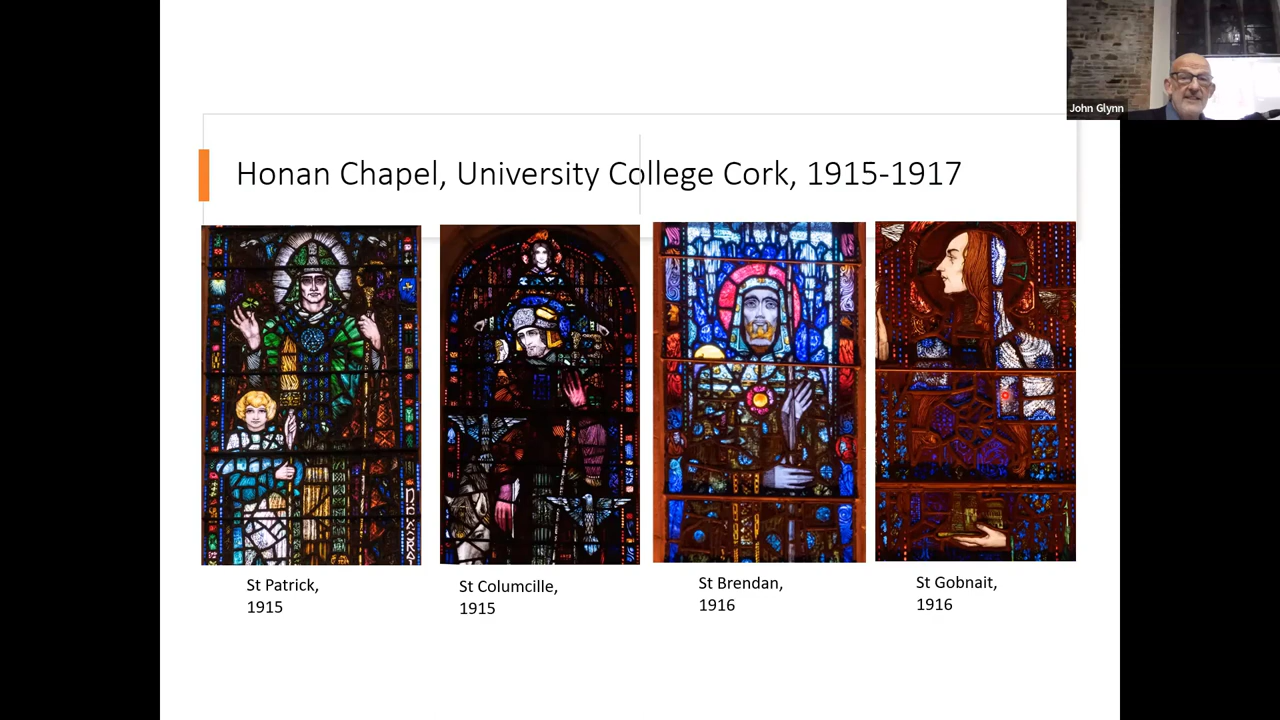 John Glynn
Honan Chapel, University College Cork, 1915-1917
St Patrick,
1915
St Columcille,
1915
St Brendan,
1916
St Gobnait,
1916